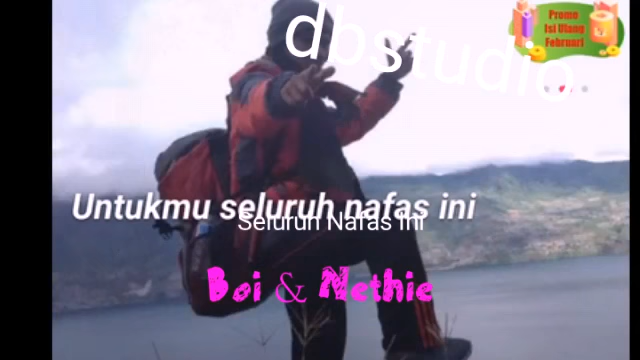 dbstudio
Promo
Isi Ulang
Februari
Untukmu seluruh nafas ini
Seluruh Nafas Ini
Boi & Nethie